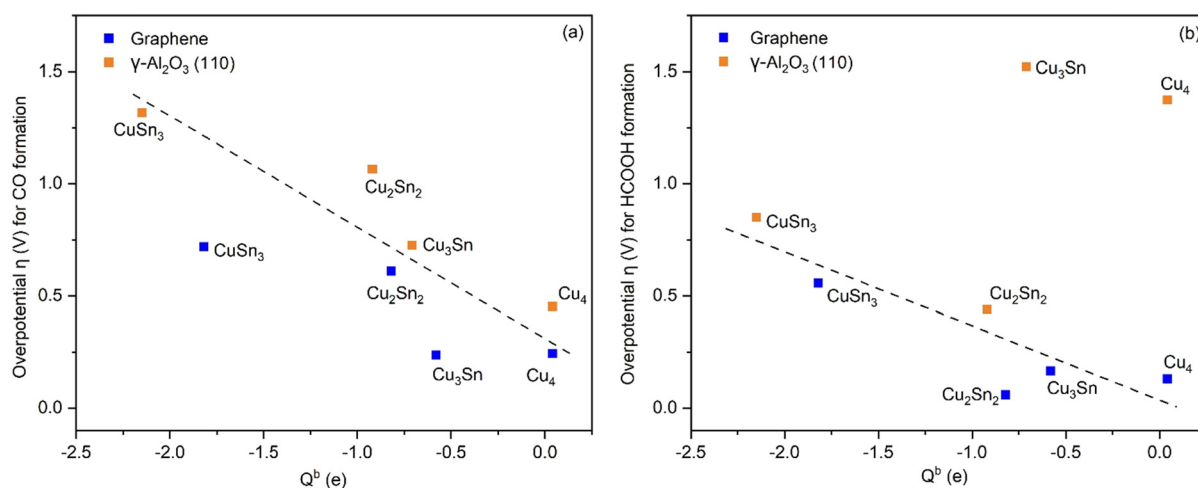 (a)
Graphene
γ-Al₂O₃ (110)
Overpotential η (V) for CO formation
1.5
1.0
0.5
0.0
CuSn₃
Cu₂Sn₂
CuSn₃
Cu₃Sn
Cu₂Sn₂
Cu₄
Cu₃Sn
Cu₄
-2.5
-2.0
-1.5
-1.0
-0.5
0.0
Qᵇ (e)
(b)
Graphene
γ-Al₂O₃ (110)
Overpotential η (V) for HCOOH formation
1.5
1.0
0.5
0.0
Cu₃Sn
Cu₄
CuSn₃
CuSn₃
Cu₂Sn₂
Cu₂Sn₂
Cu₃Sn
Cu₄
-2.5
-2.0
-1.5
-1.0
-0.5
0.0
Qᵇ (e)